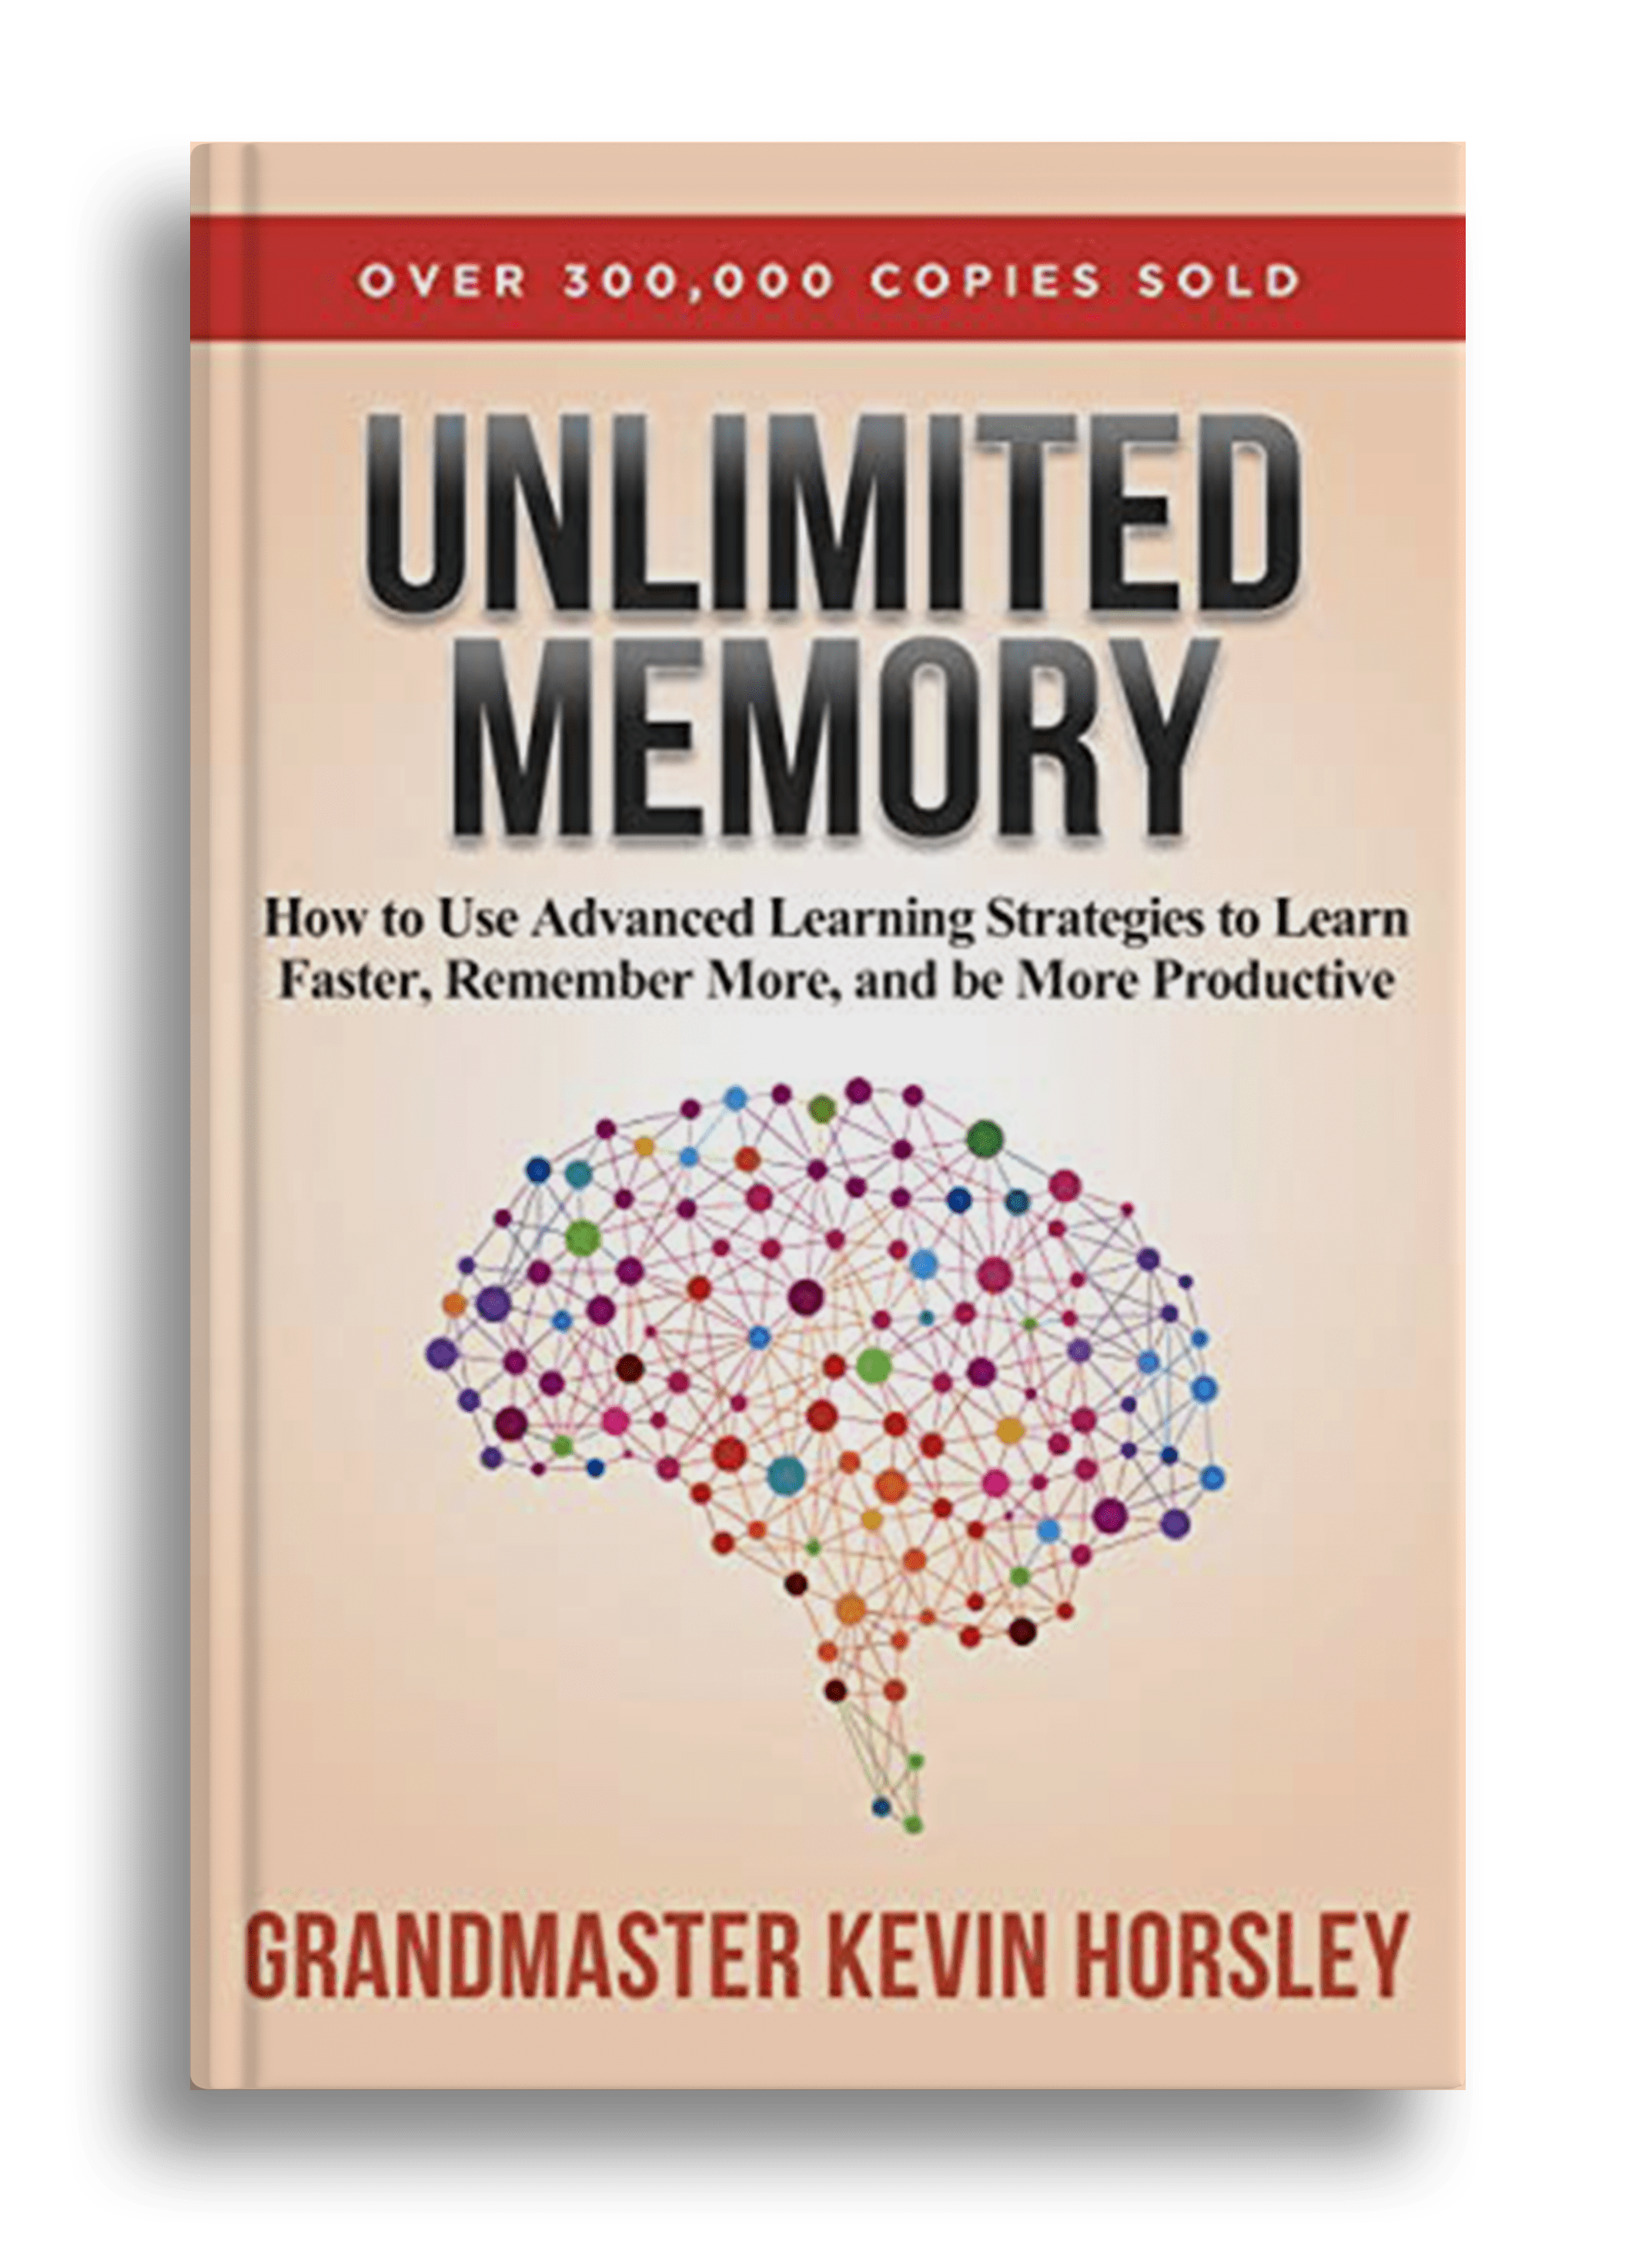 OVER 300,000 COPIES SOLD
UNLIMITED
MEMORY
How to Use Advanced Learning Strategies to Learn
Faster, Remember More, and be More Productive
GRANDMASTER KEVIN HORSLEY